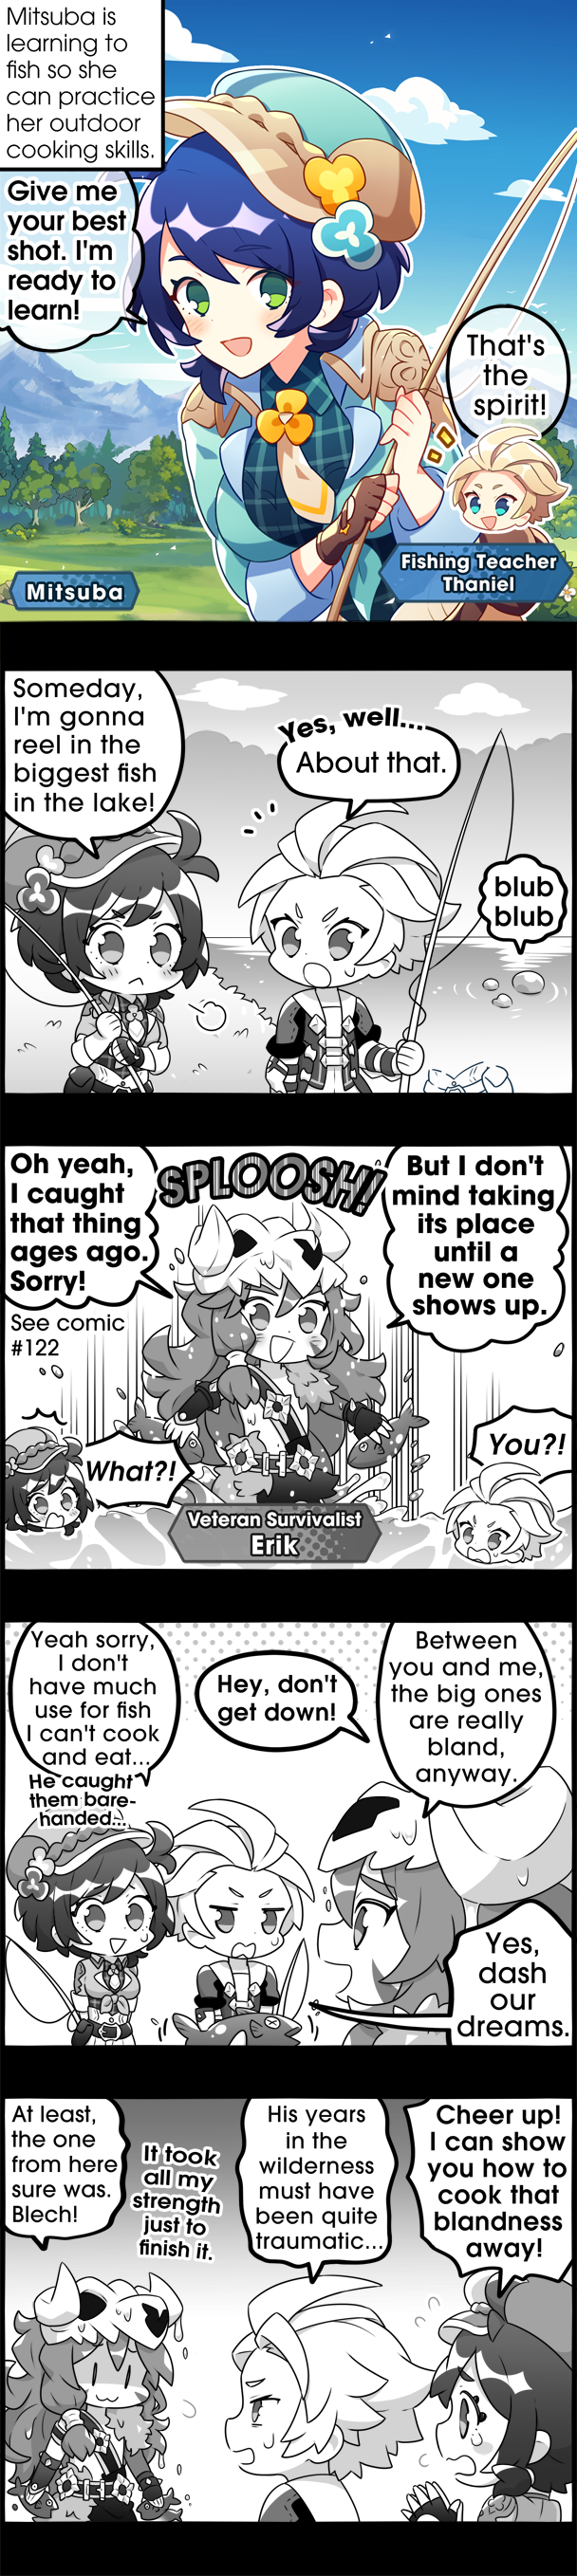 Mitsuba is
learning to
fish so she
can practice
her outdoor
cooking skills.
Give me
your best
shot. I'm
ready to
learn!
That's
the
spirit!
Fishing Teacher
Thaniel
Mitsuba
Someday,
I'm gonna
reel in the
biggest fish
in the lake!
Yes, well...
About that.
blub
blub
Oh yeah,
I caught
that thing
ages ago.
Sorry!
See comic
#122
SPLOOSH!
But I don't
mind taking
its place
until a
new one
shows up.
What?!
You?!
Veteran Survivalist
Erik
Yeah sorry,
I don't
have much
use for fish
I can't cook
and eat...
He caught
them bare-
handed...
Hey, don't
get down!
Between
you and me,
the big ones
are really
bland,
anyway.
Yes,
dash
our
dreams.
At least,
the one
from here
sure was.
Blech!
It took
all my
strength
just to
finish it.
His years
in the
wilderness
must have
been quite
traumatic...
Cheer up!
I can show
you how to
cook that
blandness
away!